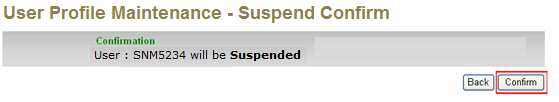 User Profile Maintenance - Suspend Confirm
Confirmation
User : SNM5234 will be Suspended
Back Confirm